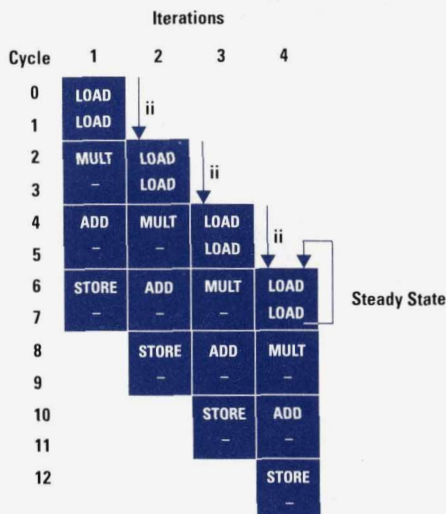 Iterations
Cycle 1 2 3 4
0 LOAD
ii
1 LOAD
2 MULT LOAD
ii
3 – LOAD
4 ADD MULT LOAD
ii
5 – – LOAD
6 STORE ADD MULT LOAD
Steady State
7 – – – LOAD
8 STORE ADD MULT
9 – – –
10 STORE ADD
11 – –
12 STORE
–